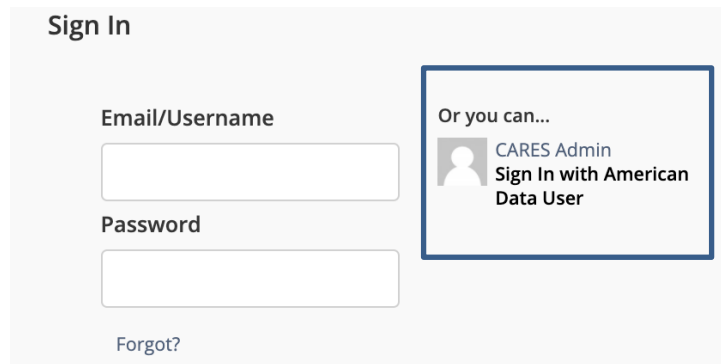 Sign In
Email/Username
Password
Forgot?
Or you can...
CARES Admin
Sign In with American
Data User